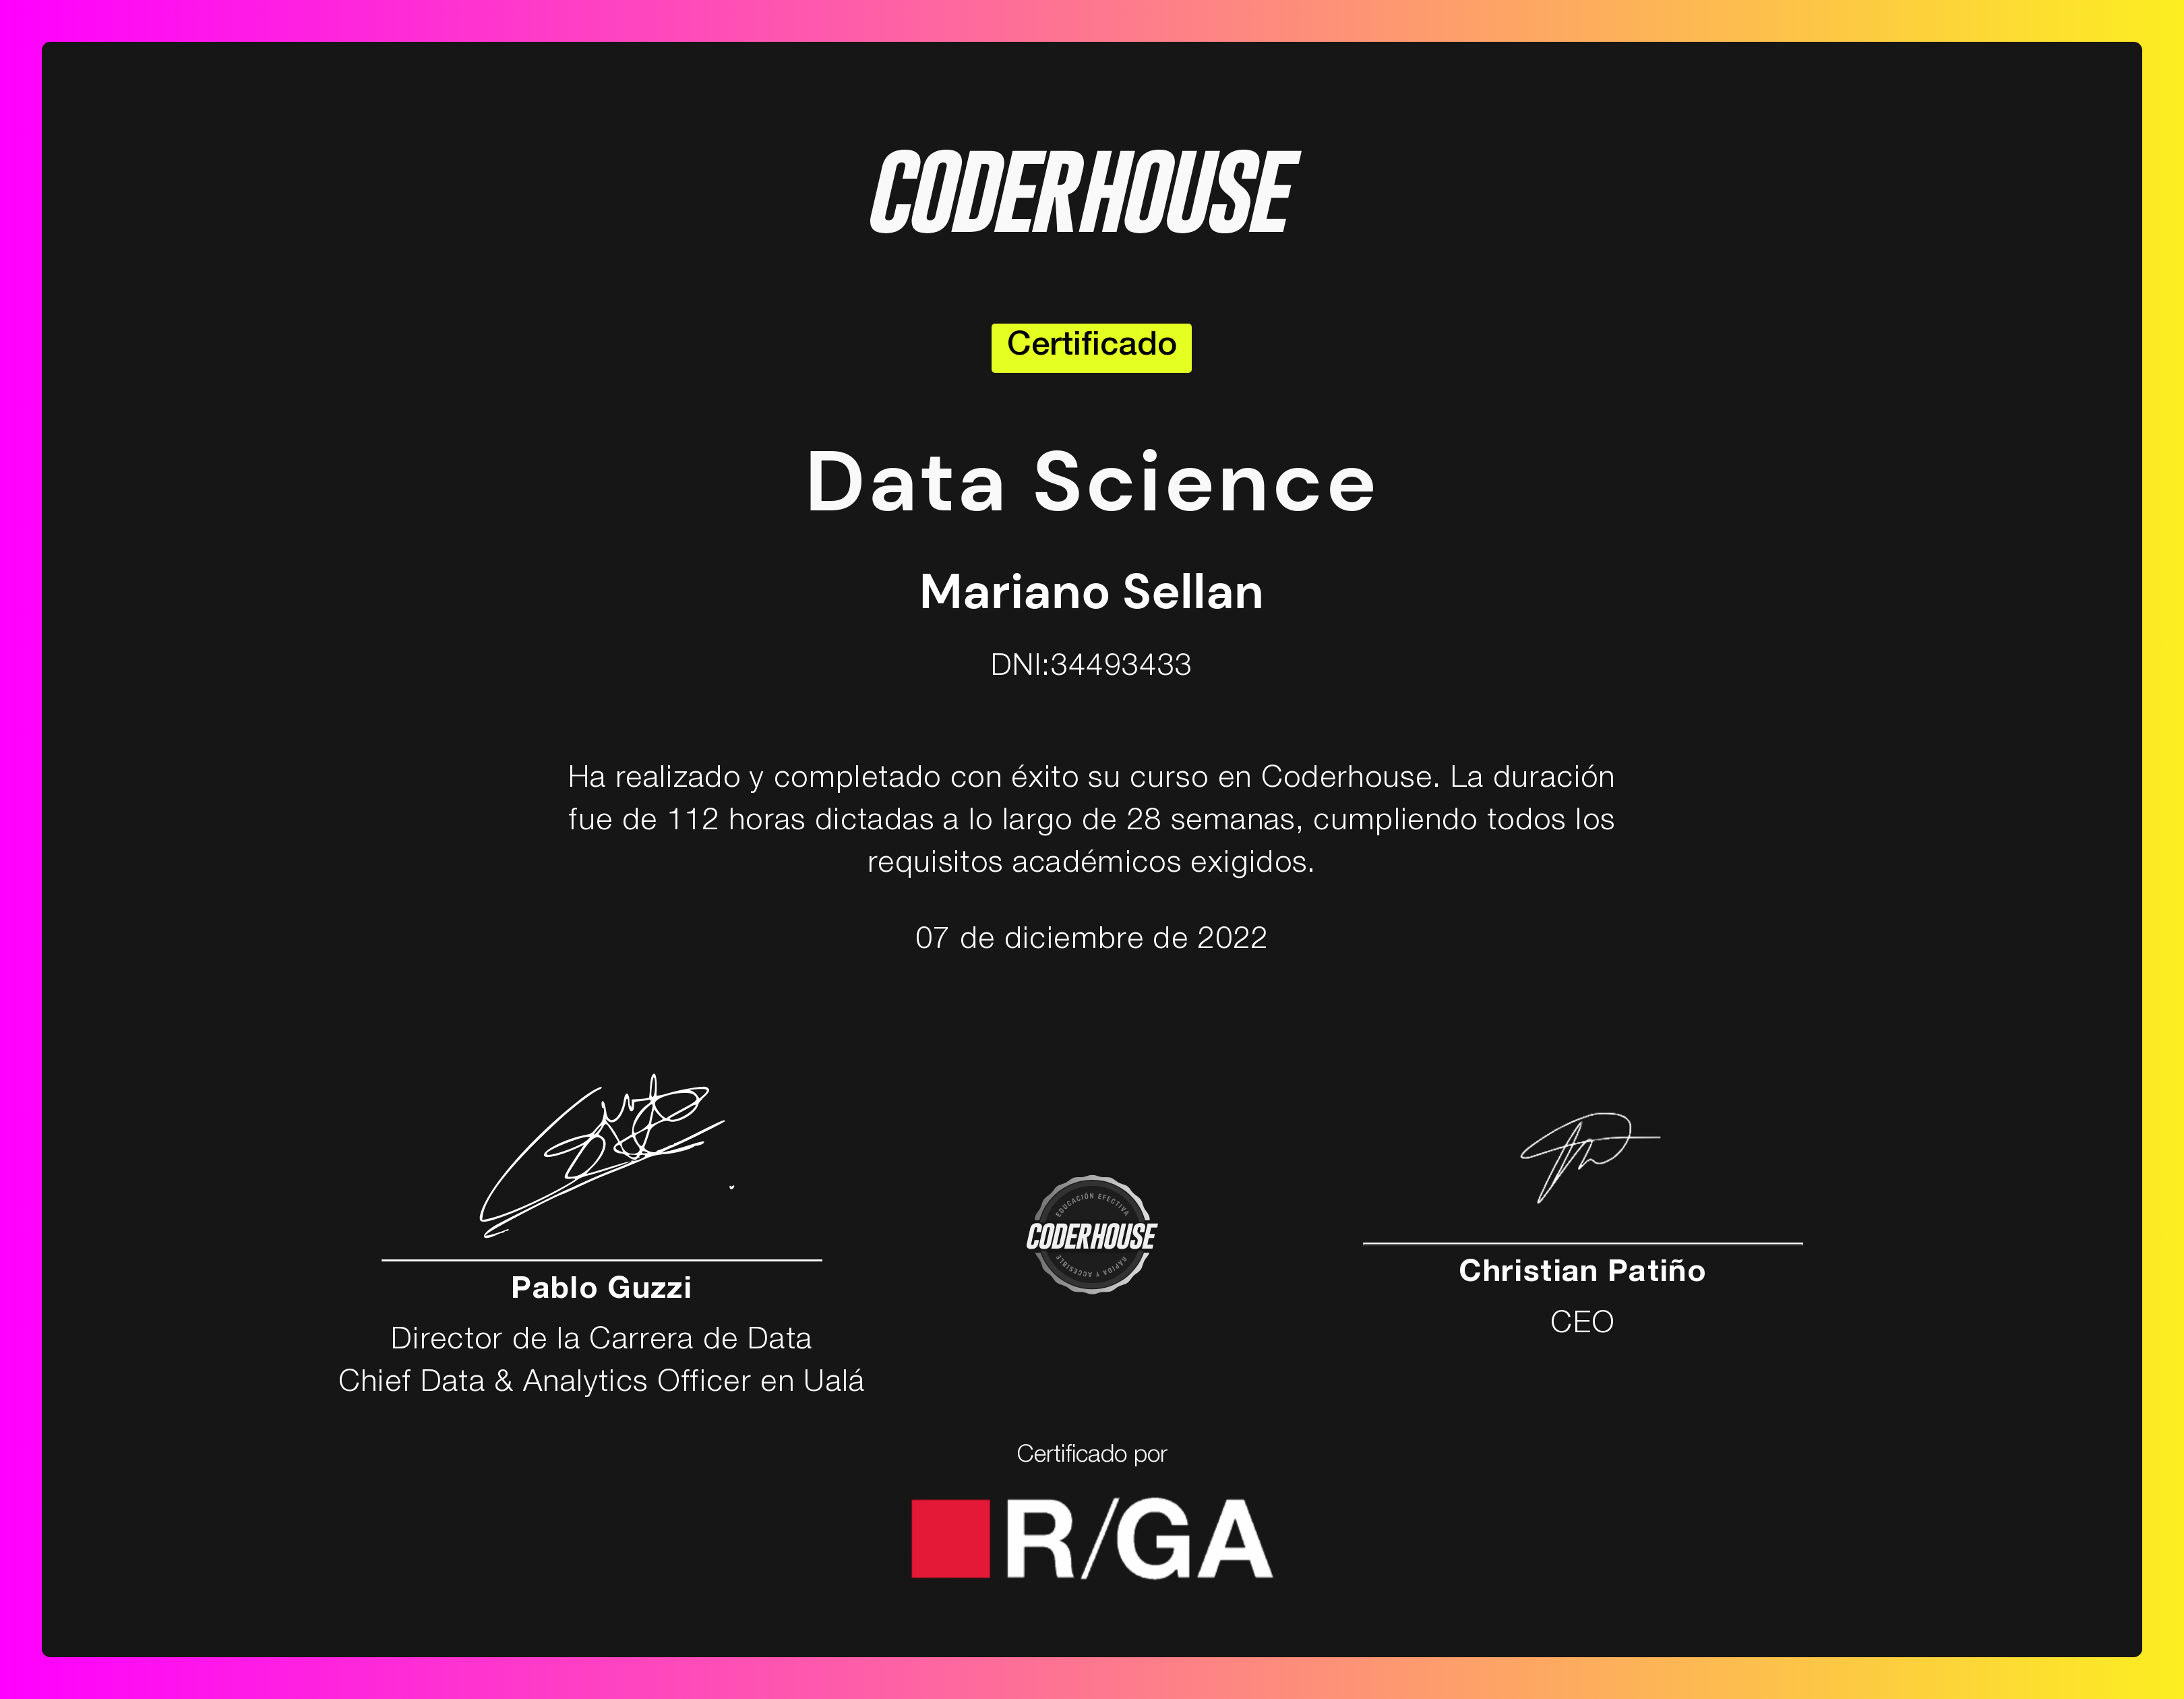 CODERHOUSE
Certificado
Data Science
Mariano Sellan
DNI:34493433
Ha realizado y completado con éxito su curso en Coderhouse. La duración
fue de 112 horas dictadas a lo largo de 28 semanas, cumpliendo todos los
requisitos académicos exigidos.
07 de diciembre de 2022
EDUCACIÓN EFECTIVA
CODERHOUSE
RÁPIDA Y ACCESIBLE
Pablo Guzzi
Director de la Carrera de Data
Chief Data & Analytics Officer en Ualá
Christian Patiño
CEO
Certificado por
R/GA